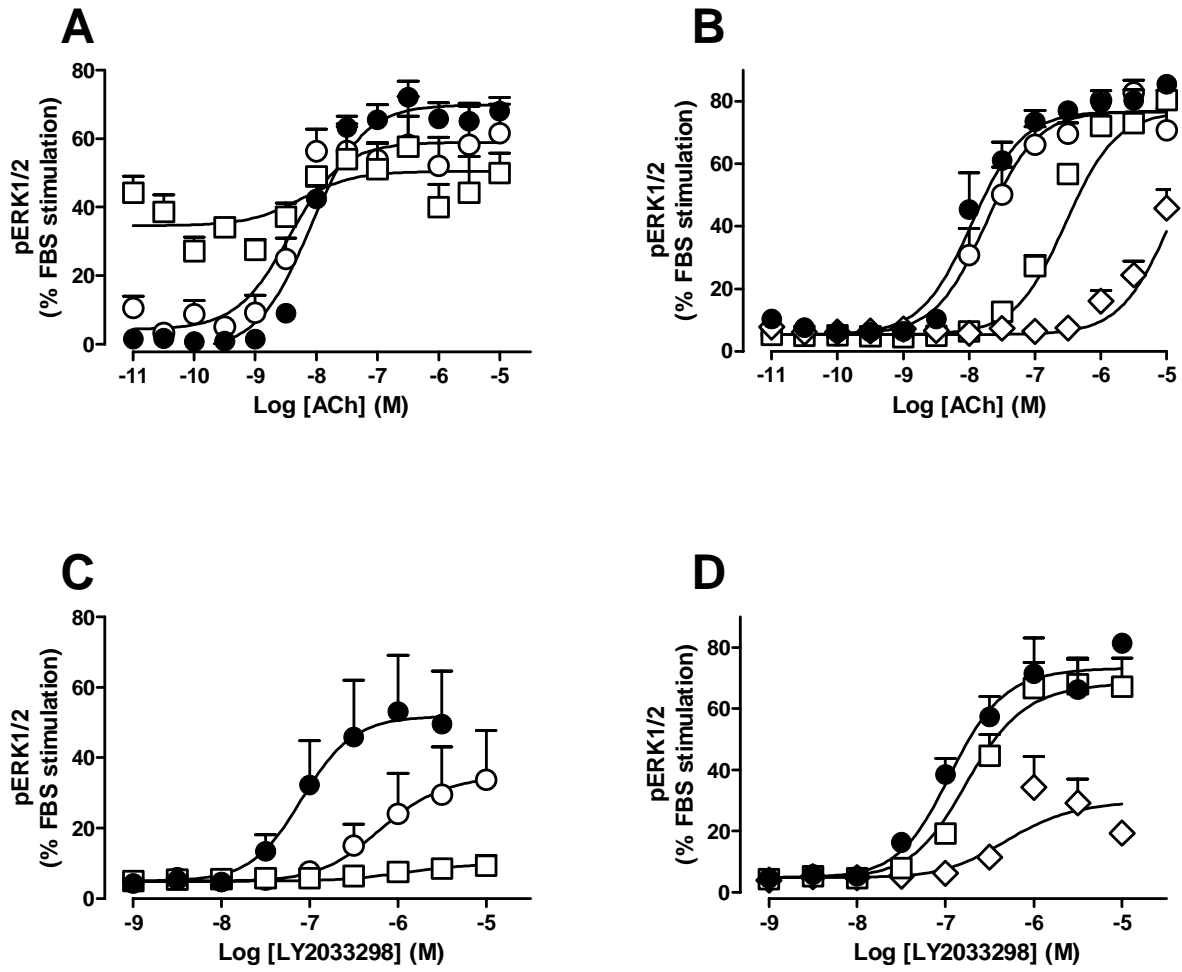 A
pERK1/2
(% FBS stimulation)
80
60
40
20
0
-11 -10 -9 -8 -7 -6 -5
Log [ACh] (M)
B
pERK1/2
(% FBS stimulation)
80
60
40
20
0
-11 -10 -9 -8 -7 -6 -5
Log [ACh] (M)
C
pERK1/2
(% FBS stimulation)
80
60
40
20
0
-9 -8 -7 -6 -5
Log [LY2033298] (M)
D
pERK1/2
(% FBS stimulation)
80
60
40
20
0
-9 -8 -7 -6 -5
Log [LY2033298] (M)